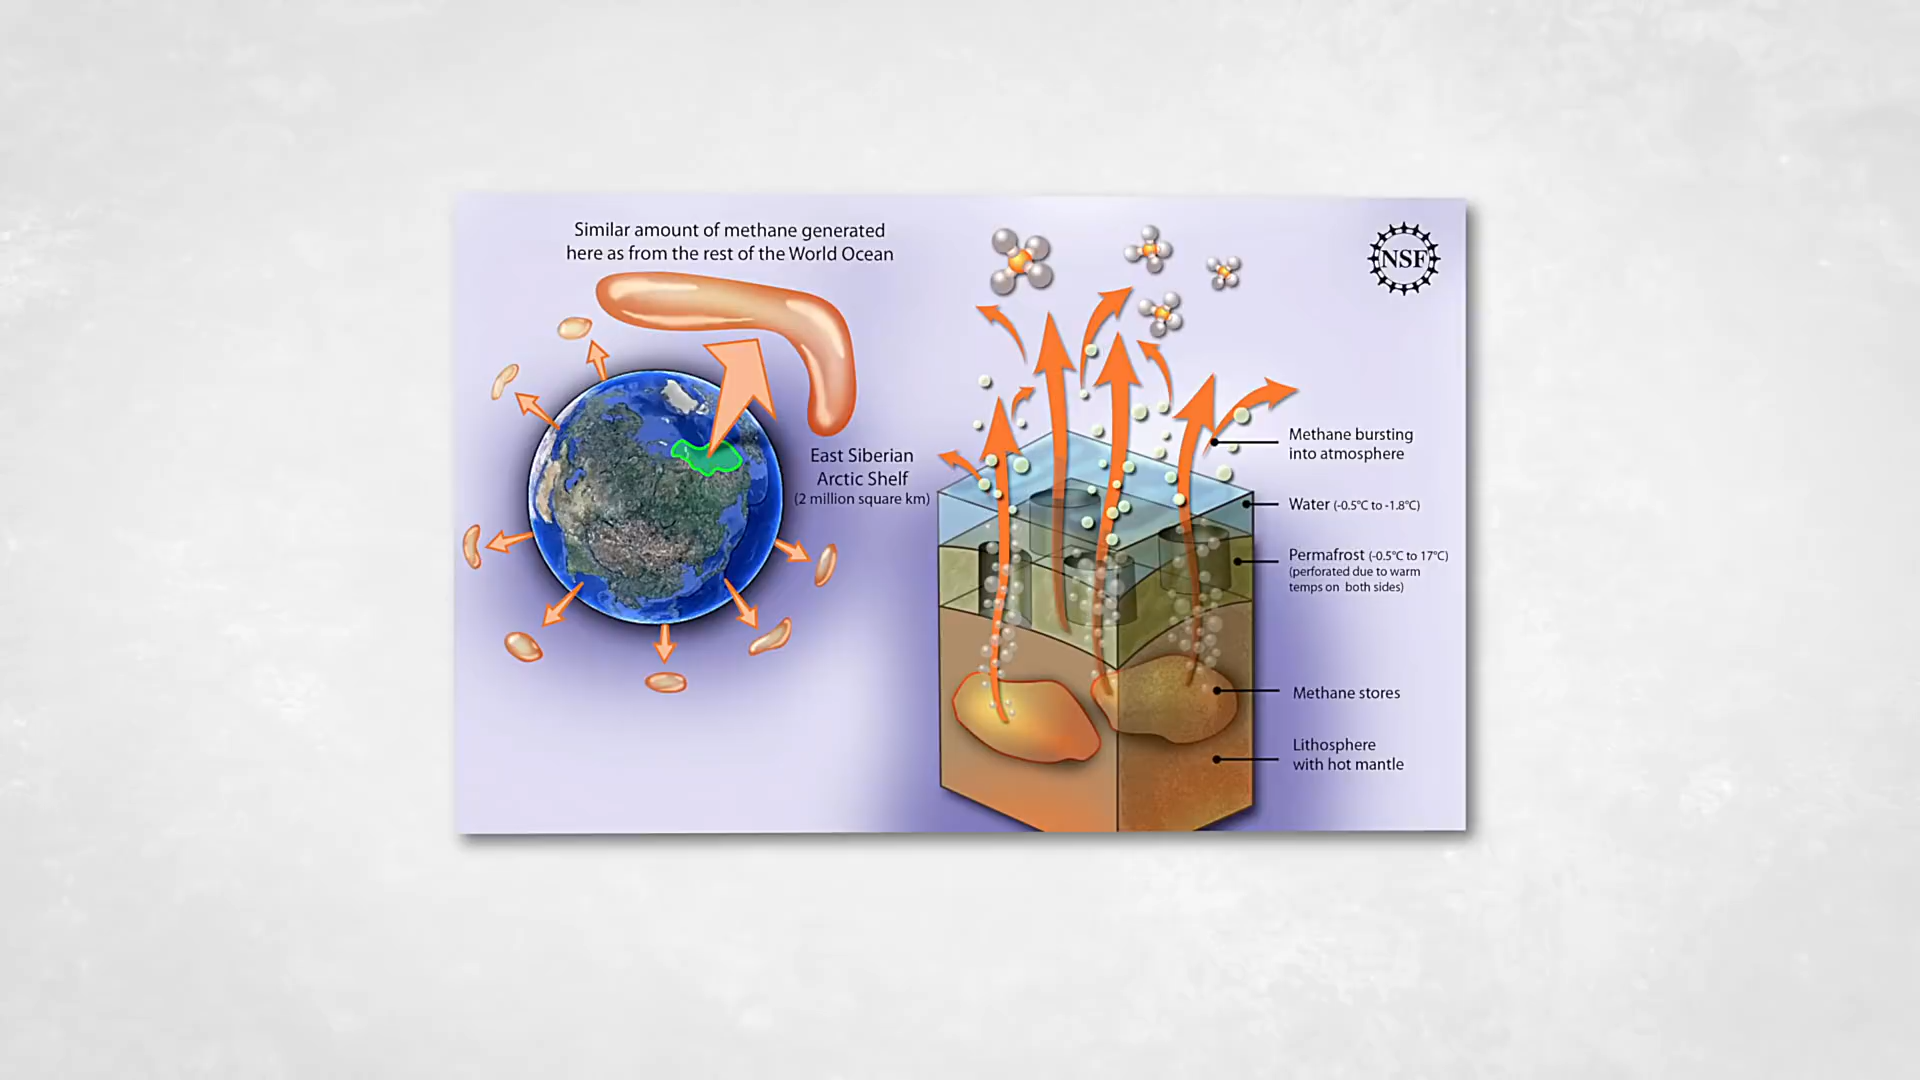 Similar amount of methane generated
here as from the rest of the World Ocean
East Siberian
Arctic Shelf
(2 million square km)
NSF
Methane bursting
into atmosphere
Water (-0.5°C to -1.8°C)
Permafrost (-0.5°C to 17°C)
(perforated due to warm
temps on both sides)
Methane stores
Lithosphere
with hot mantle